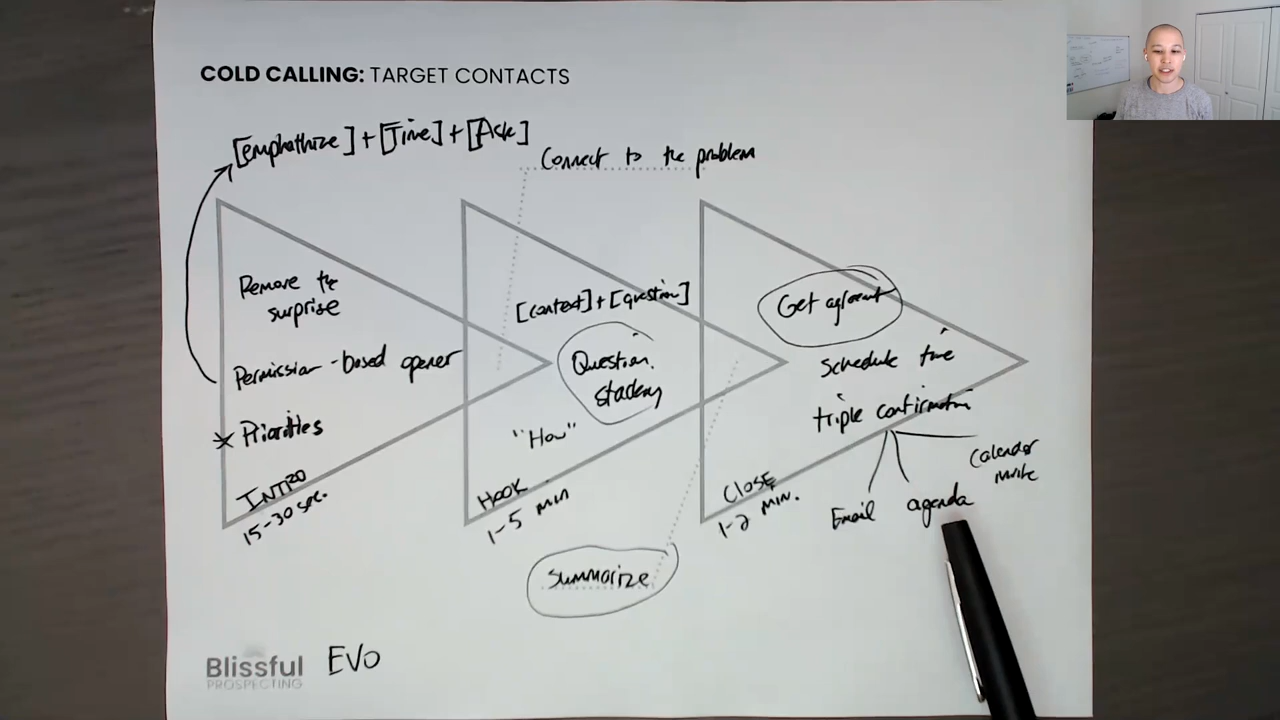 COLD CALLING: TARGET CONTACTS
[Emphathize] + [Time] + [Ask]
Connect to the problem
Remove the
surprise
Permission-based opener
* Priorities
INTRO
15-30 sec.
[context] + [question]
Question
stacking
"How"
HOOK
1-5 min
Summarize
Get agreement
Schedule time
triple confirmation
CLOSE
1-2 min.
Email
agenda
Calendar
invite
Blissful
PROSPECTING
EVO